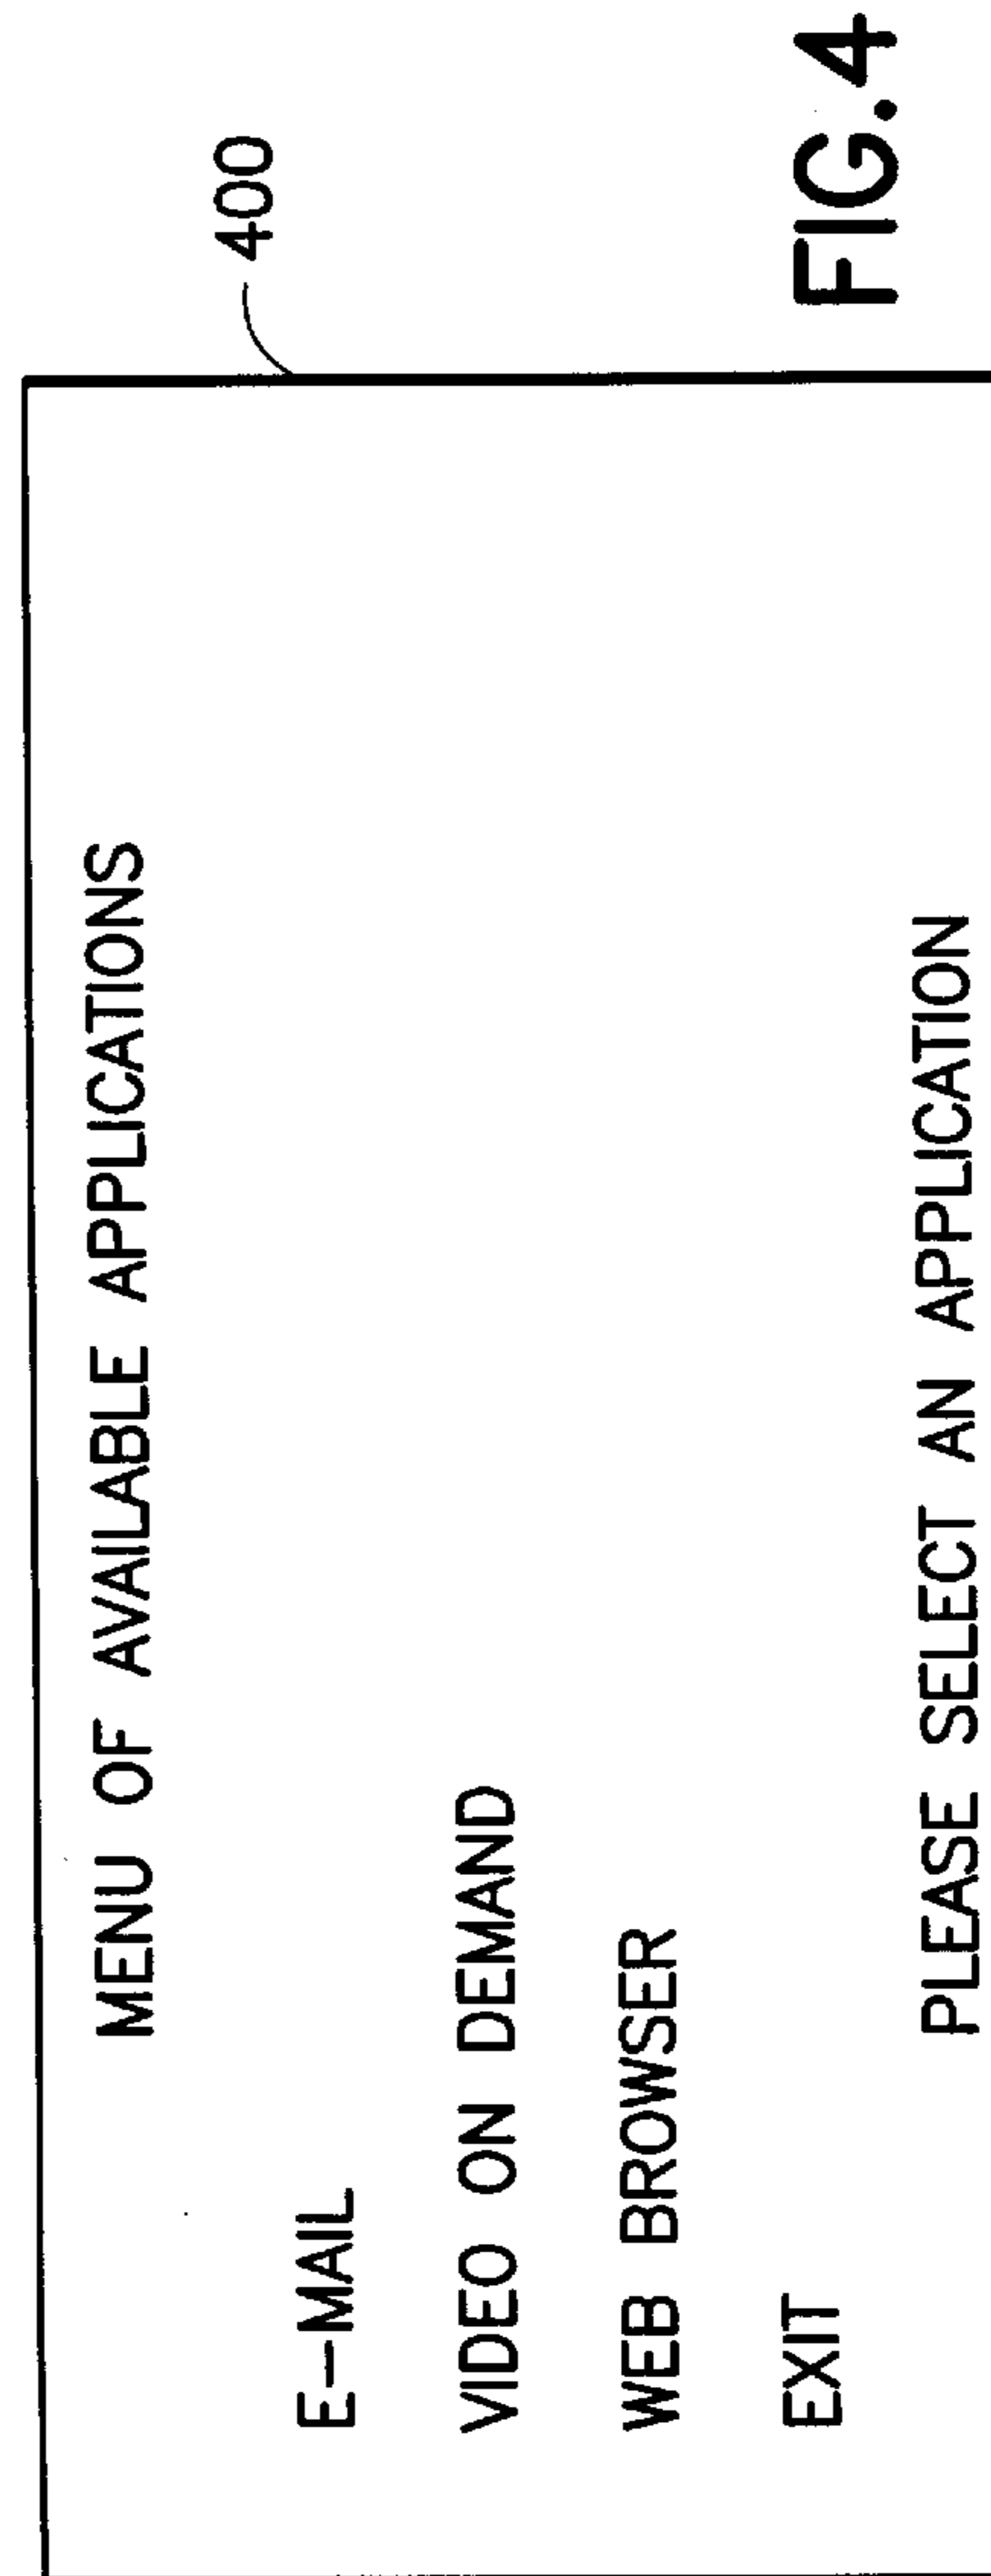 MENU OF AVAILABLE APPLICATIONS
400
E-MAIL
VIDEO ON DEMAND
WEB BROWSER
EXIT
PLEASE SELECT AN APPLICATION
FIG.4